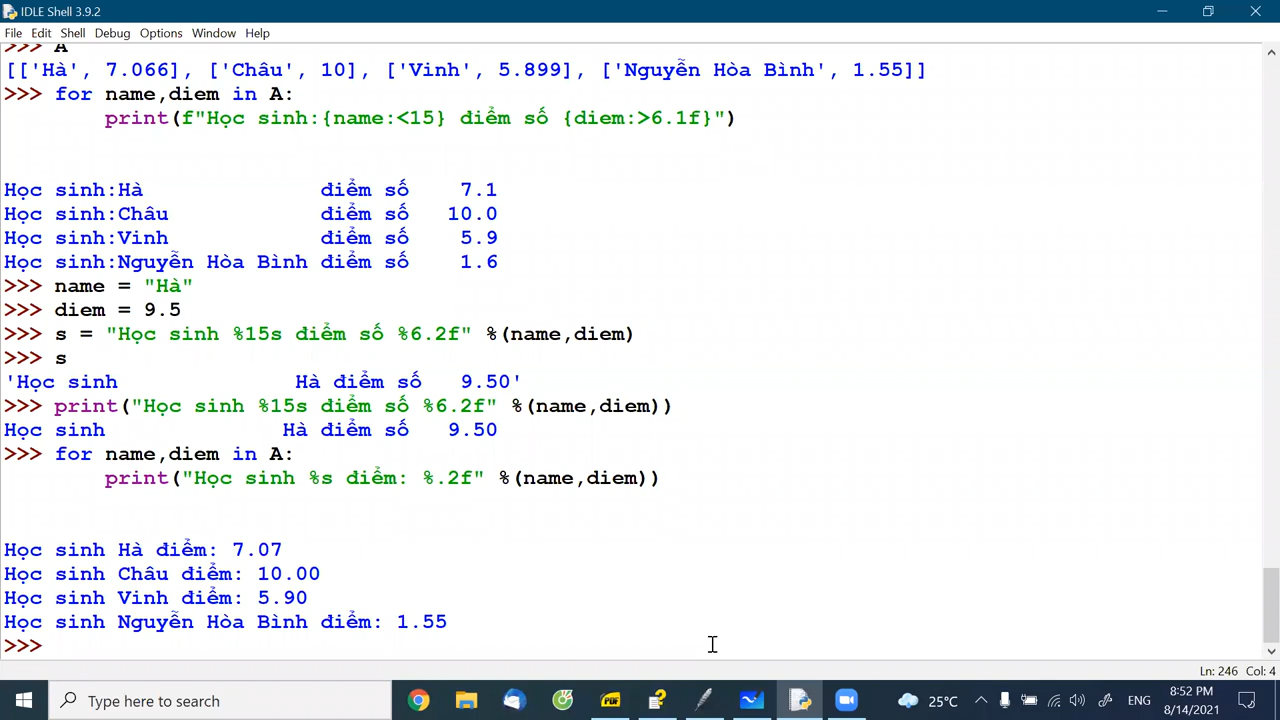 IDLE Shell 3.9.2
File Edit Shell Debug Options Window Help
>>> A
[['Hà', 7.066], ['Châu', 10], ['Vinh', 5.899], ['Nguyễn Hòa Bình', 1.55]]
>>> for name,diem in A:
        print(f"Học sinh:{name:<15} điểm số {diem:>6.1f}")
Học sinh:Hà              điểm số    7.1
Học sinh:Châu            điểm số   10.0
Học sinh:Vinh            điểm số    5.9
Học sinh:Nguyễn Hòa Bình điểm số    1.6
>>> name = "Hà"
>>> diem = 9.5
>>> s = "Học sinh %15s điểm số %6.2f" %(name,diem)
>>> s
'Học sinh              Hà điểm số   9.50'
>>> print("Học sinh %15s điểm số %6.2f" %(name,diem))
Học sinh              Hà điểm số   9.50
>>> for name,diem in A:
        print("Học sinh %s điểm: %.2f" %(name,diem))
Học sinh Hà điểm: 7.07
Học sinh Châu điểm: 10.00
Học sinh Vinh điểm: 5.90
Học sinh Nguyễn Hòa Bình điểm: 1.55
>>>
Ln: 246 Col: 4
Type here to search
PDF
25°C
ENG
8:52 PM
8/14/2021